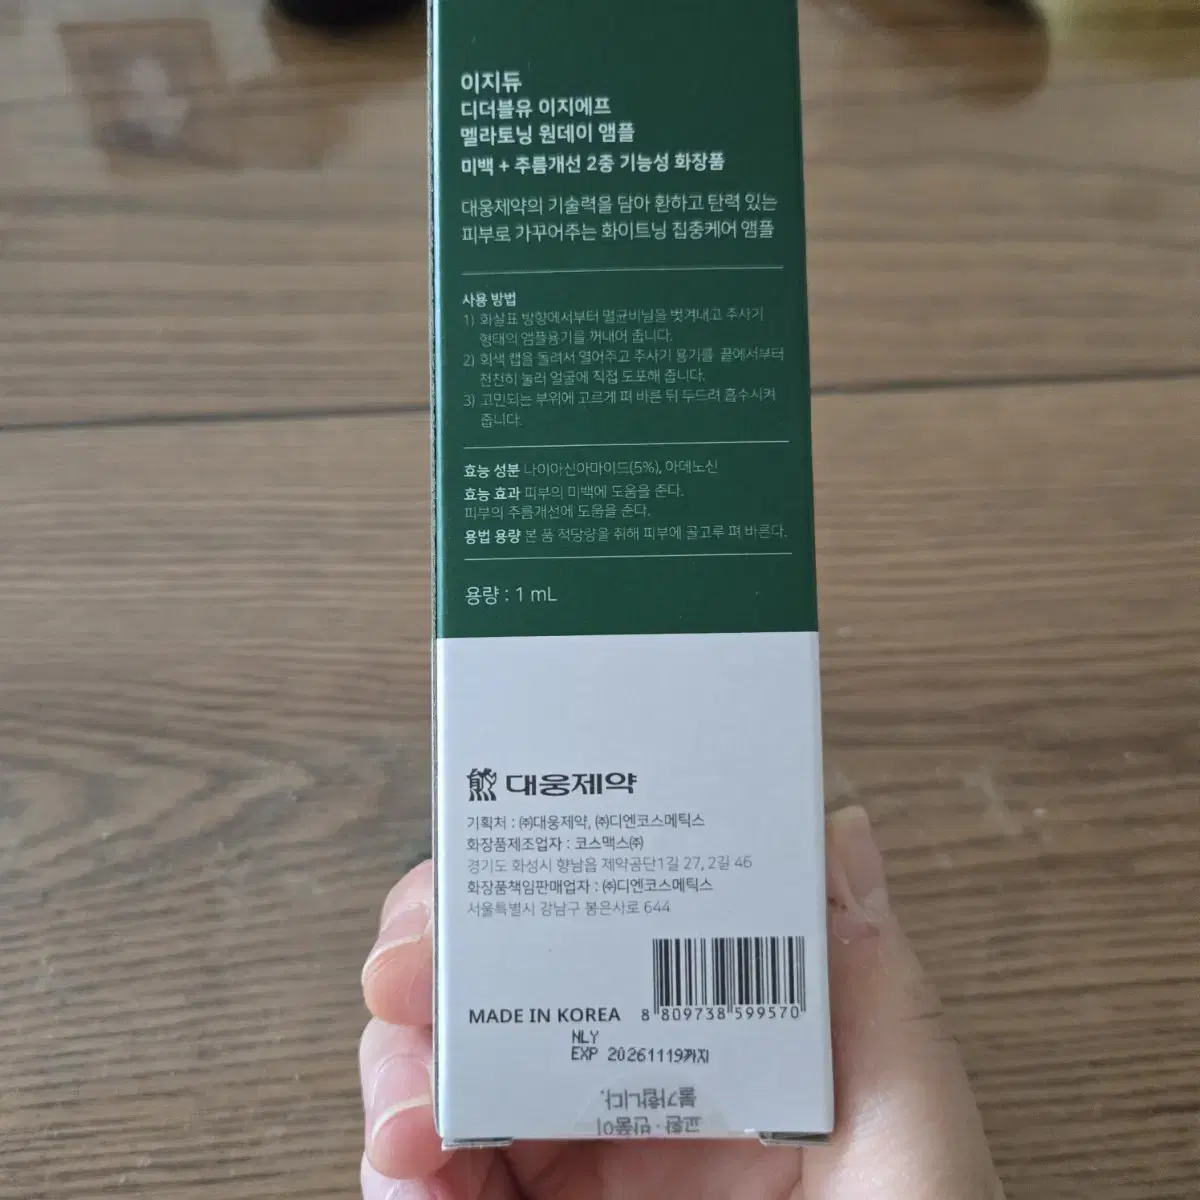 이지듀
디더블유 이지에프
멜라토닝 원데이 앰플
미백 + 주름개선 2중 기능성 화장품
대웅제약의 기술력을 담아 환하고 탄력 있는
피부로 가꾸어주는 화이트닝 집중케어 앰플
사용 방법
1) 화살표 방향에서부터 멸균비닐을 벗겨내고 주사기
형태의 앰플용기를 꺼내어 줍니다.
2) 회색 캡을 돌려서 열어주고 주사기 용기를 끝에서부터
천천히 눌러 얼굴에 직접 도포해 줍니다.
3) 고민되는 부위에 고르게 펴 바른 뒤 두드려 흡수시켜
줍니다.
효능 성분 나이아신아마이드(5%), 아데노신
효능 효과 피부의 미백에 도움을 준다.
피부의 주름개선에 도움을 준다.
용법 용량 본 품 적당량을 취해 피부에 골고루 펴 바른다.
용량 : 1 mL
대웅제약
기획처 : ㈜대웅제약, ㈜디엔코스메틱스
화장품제조업자 : 코스맥스㈜
경기도 화성시 향남읍 제약공단1길 27, 2길 46
화장품책임판매업자 : ㈜디엔코스메틱스
서울특별시 강남구 봉은사로 644
MADE IN KOREA
8 809738 599570
NLY
EXP 20261119까지
교환·반품이
불가합니다.